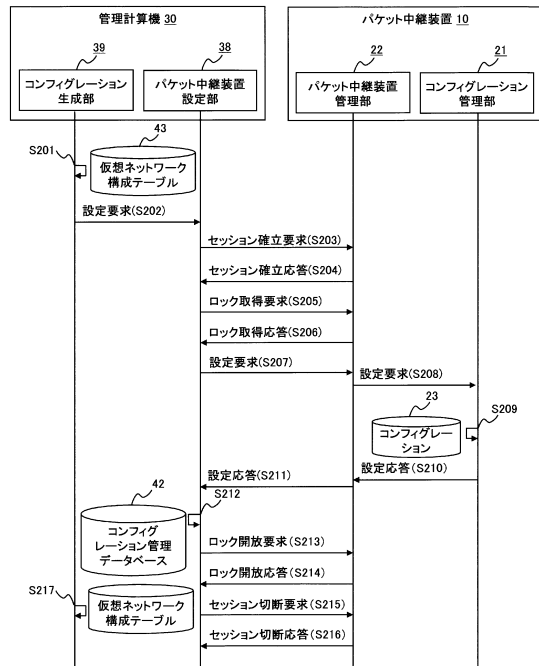 管理計算機 30
パケット中継装置 10
39
38
22
21
コンフィグレーション
生成部
パケット中継装置
設定部
パケット中継装置
管理部
コンフィグレーション
管理部
S201
43
仮想ネットワーク
構成テーブル
設定要求(S202)
セッション確立要求(S203)
セッション確立応答(S204)
ロック取得要求(S205)
ロック取得応答(S206)
設定要求(S207)
設定要求(S208)
23
S209
コンフィグレー
ション
設定応答(S210)
設定応答(S211)
42
S212
コンフィグ
レーション管理
データベース
ロック開放要求(S213)
ロック開放応答(S214)
S217
仮想ネットワーク
構成テーブル
セッション切断要求(S215)
セッション切断応答(S216)